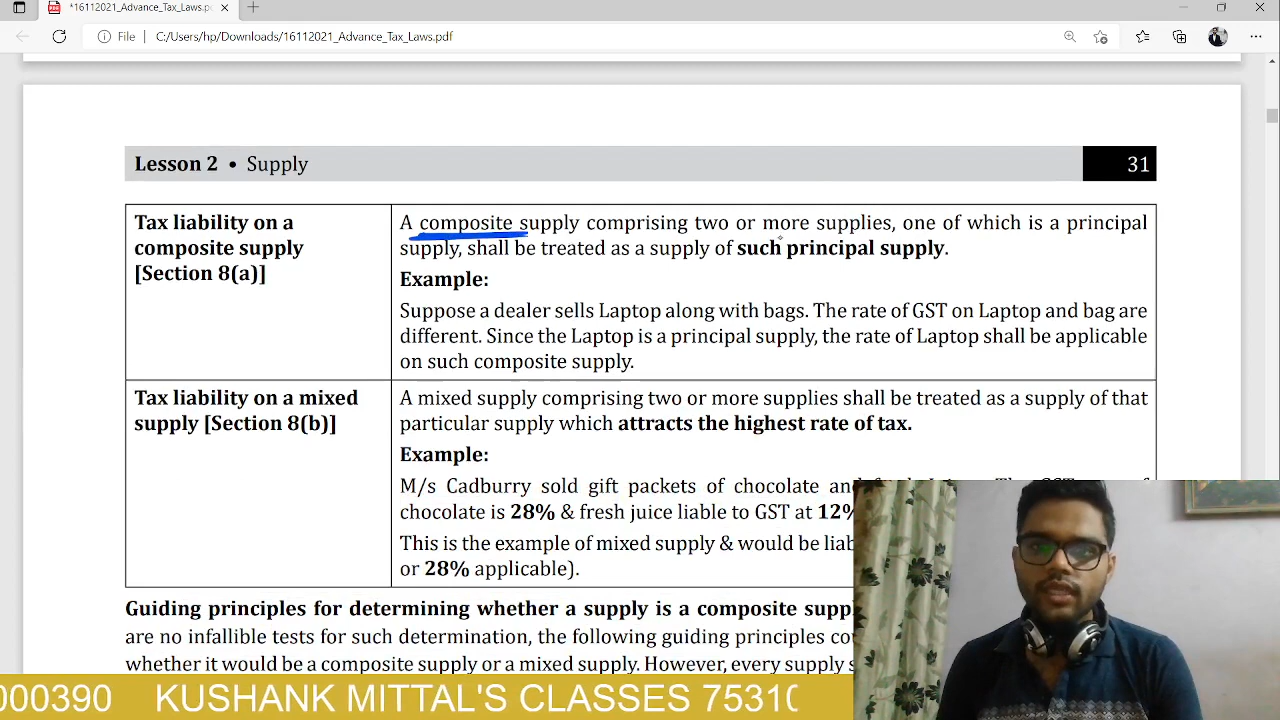 *16112021_Advance_Tax_Laws.p
File C:/Users/hp/Downloads/16112021_Advance_Tax_Laws.pdf
Lesson 2 • Supply 31
Tax liability on a
composite supply
[Section 8(a)]
A composite supply comprising two or more supplies, one of which is a principal
supply, shall be treated as a supply of such principal supply.
Example:
Suppose a dealer sells Laptop along with bags. The rate of GST on Laptop and bag are
different. Since the Laptop is a principal supply, the rate of Laptop shall be applicable
on such composite supply.
Tax liability on a mixed
supply [Section 8(b)]
A mixed supply comprising two or more supplies shall be treated as a supply of that
particular supply which attracts the highest rate of tax.
Example:
M/s Cadburry sold gift packets of chocolate
chocolate is 28% & fresh juice liable to GST at 12%
This is the example of mixed supply & would be
or 28% applicable).
Guiding principles for determining whether a supply is a composite
are no infallible tests for such determination, the following guiding principles
whether it would be a composite supply or a mixed supply. However, every supply
000390 KUSHANK MITTAL'S CLASSES 7531